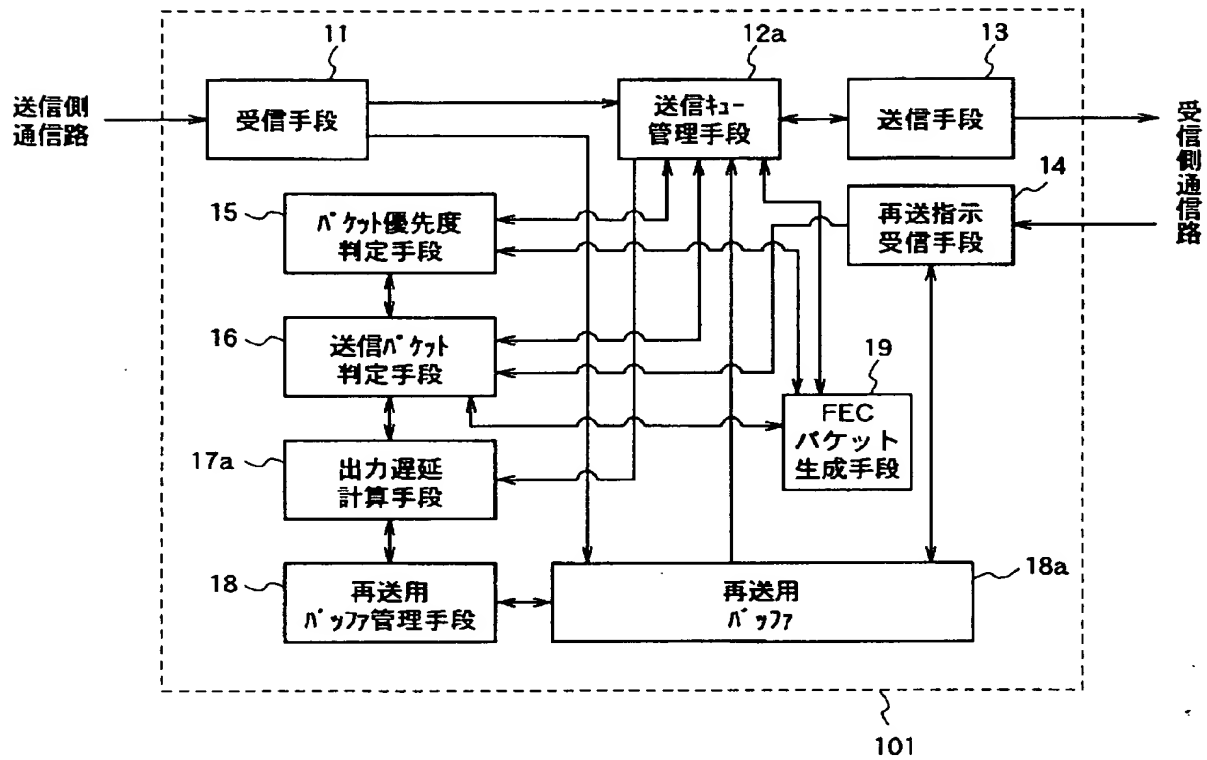 11
12a
13
送信側
通信路
受信手段
送信キュー
管理手段
送信手段
受信側通信路
15
パケット優先度
判定手段
14
再送指示
受信手段
16
送信パケット
判定手段
19
FEC
パケット
生成手段
17a
出力遅延
計算手段
18
再送用
バッファ管理手段
再送用
バッファ
18a
101